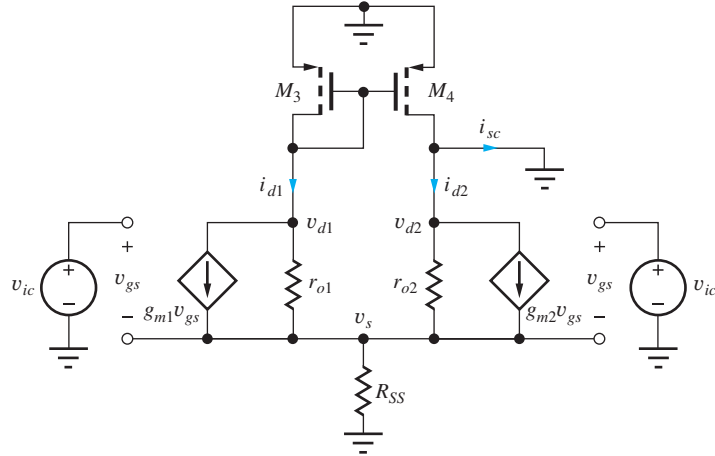 M3 M4
isc
id1 id2
vd1 vd2
+ +
vic + − vgs gm1vgs ro1 ro2 gm2vgs vgs + − vic
− −
vs
RSS